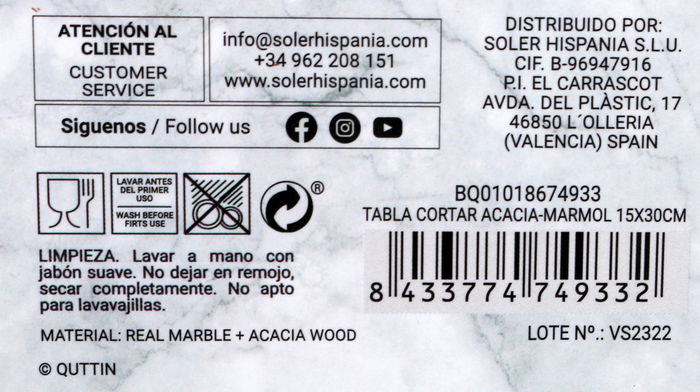 ATENCIÓN AL
CLIENTE
CUSTOMER
SERVICE
info@solerhispania.com
+34 962 208 151
www.solerhispania.com
Siguenos / Follow us
DISTRIBUIDO POR:
SOLER HISPANIA S.L.U.
CIF. B-96947916
P.I. EL CARRASCOT
AVDA. DEL PLÀSTIC, 17
46850 L´OLLERIA
(VALENCIA) SPAIN
LAVAR ANTES
DEL PRIMER
USO
WASH BEFORE
FIRTS USE
®
LIMPIEZA. Lavar a mano con
jabón suave. No dejar en remojo,
secar completamente. No apto
para lavavajillas.
MATERIAL: REAL MARBLE + ACACIA WOOD
© QUTTIN
BQ01018674933
TABLA CORTAR ACACIA-MARMOL 15X30CM
8 433774 749332
LOTE Nº.: VS2322